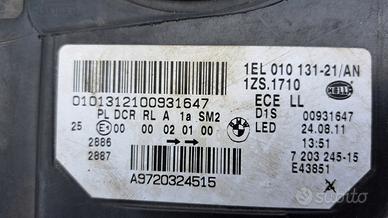 1EL 010 131-21/AN
1ZS.1710
HELLA
0101312100931647
ECE LL
PL DCR RL A 1a SM2
D1S 00931647
25 00 00 02 01 00
LED 24.08.11
2886
13:51
2887
7 203 245-15
A9720324515
E43851
subito